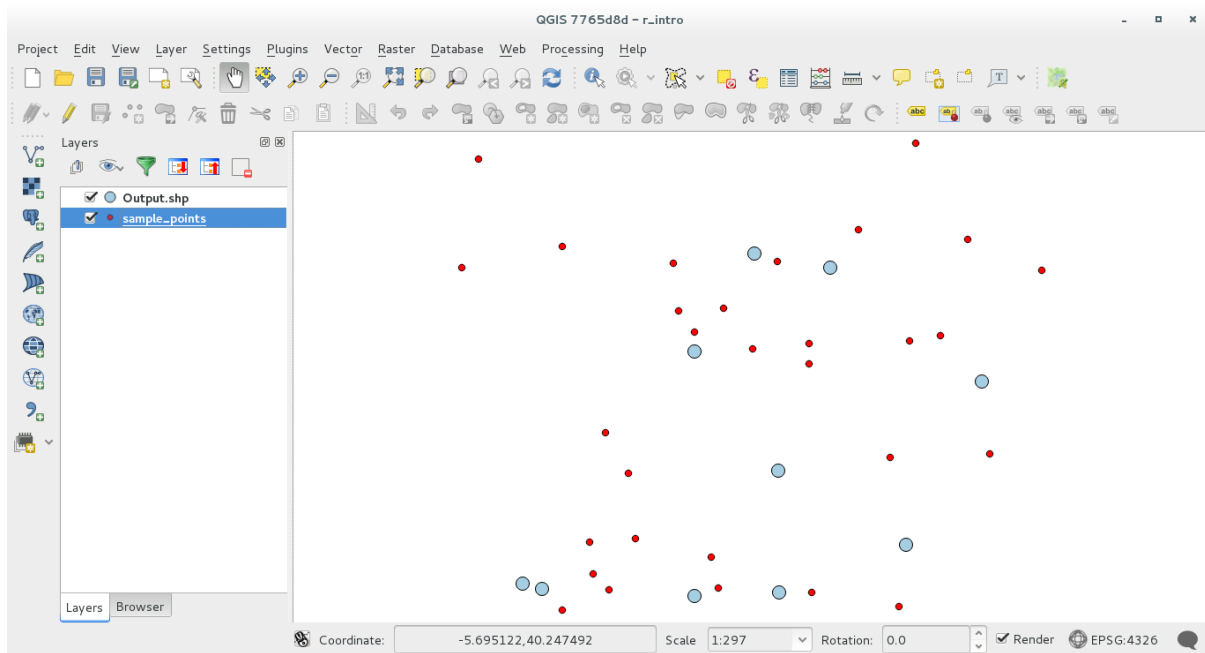 QGIS 7765d8d – r_intro
Project Edit View Layer Settings Plugins Vector Raster Database Web Processing Help
Layers
Output.shp
sample_points
Layers Browser
Coordinate: -5.695122,40.247492 Scale 1:297 Rotation: 0.0 Render EPSG:4326